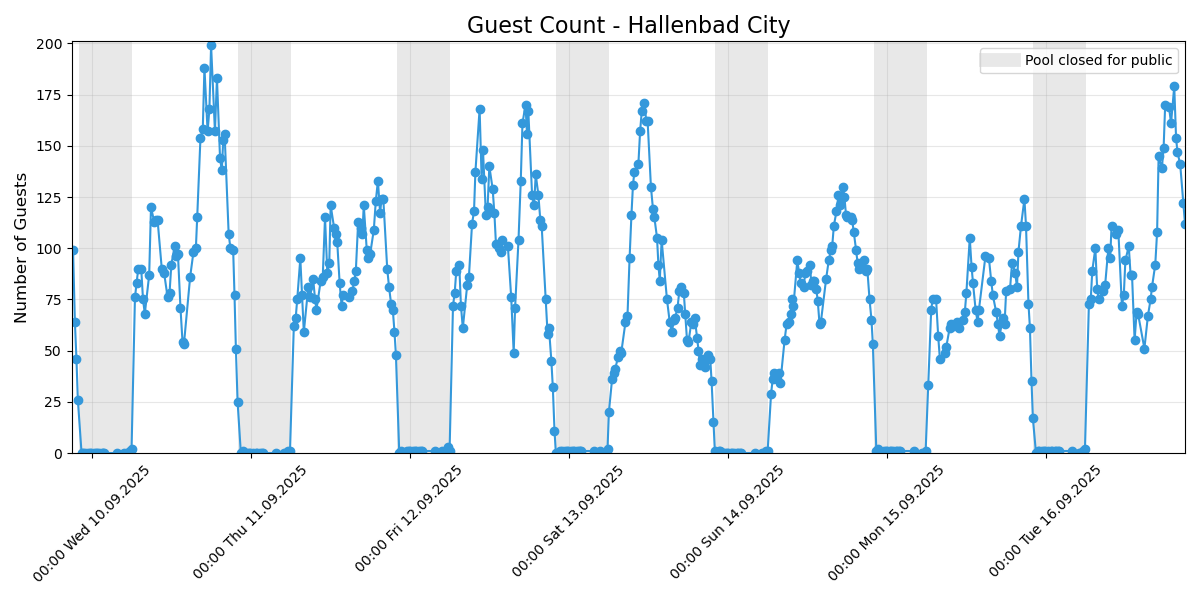 Guest Count - Hallenbad City
Pool closed for public
Number of Guests
200
175
150
125
100
75
50
25
0
00:00 Wed 10.09.2025
00:00 Thu 11.09.2025
00:00 Fri 12.09.2025
00:00 Sat 13.09.2025
00:00 Sun 14.09.2025
00:00 Mon 15.09.2025
00:00 Tue 16.09.2025